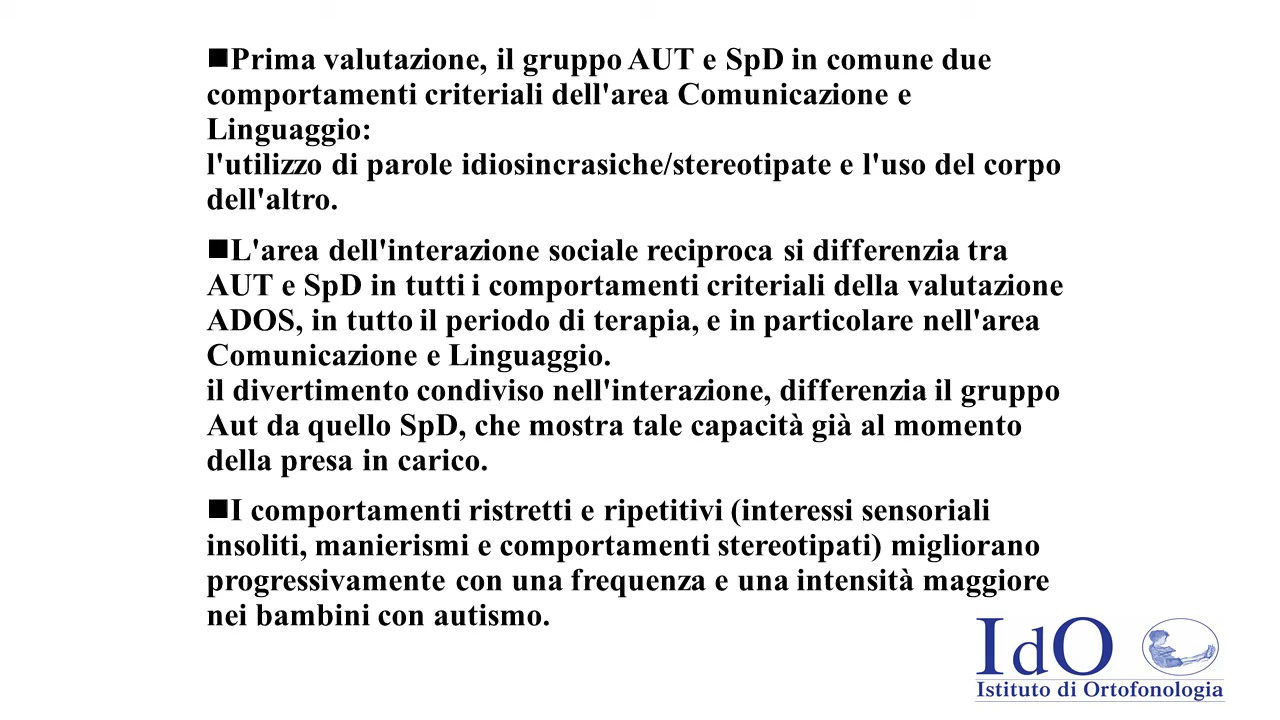 ■Prima valutazione, il gruppo AUT e SpD in comune due
comportamenti criteriali dell'area Comunicazione e
Linguaggio:
l'utilizzo di parole idiosincrasiche/stereotipate e l'uso del corpo
dell'altro.
■L'area dell'interazione sociale reciproca si differenzia tra
AUT e SpD in tutti i comportamenti criteriali della valutazione
ADOS, in tutto il periodo di terapia, e in particolare nell'area
Comunicazione e Linguaggio.
il divertimento condiviso nell'interazione, differenzia il gruppo
Aut da quello SpD, che mostra tale capacità già al momento
della presa in carico.
■I comportamenti ristretti e ripetitivi (interessi sensoriali
insoliti, manierismi e comportamenti stereotipati) migliorano
progressivamente con una frequenza e una intensità maggiore
nei bambini con autismo.
IdO
Istituto di Ortofonologia